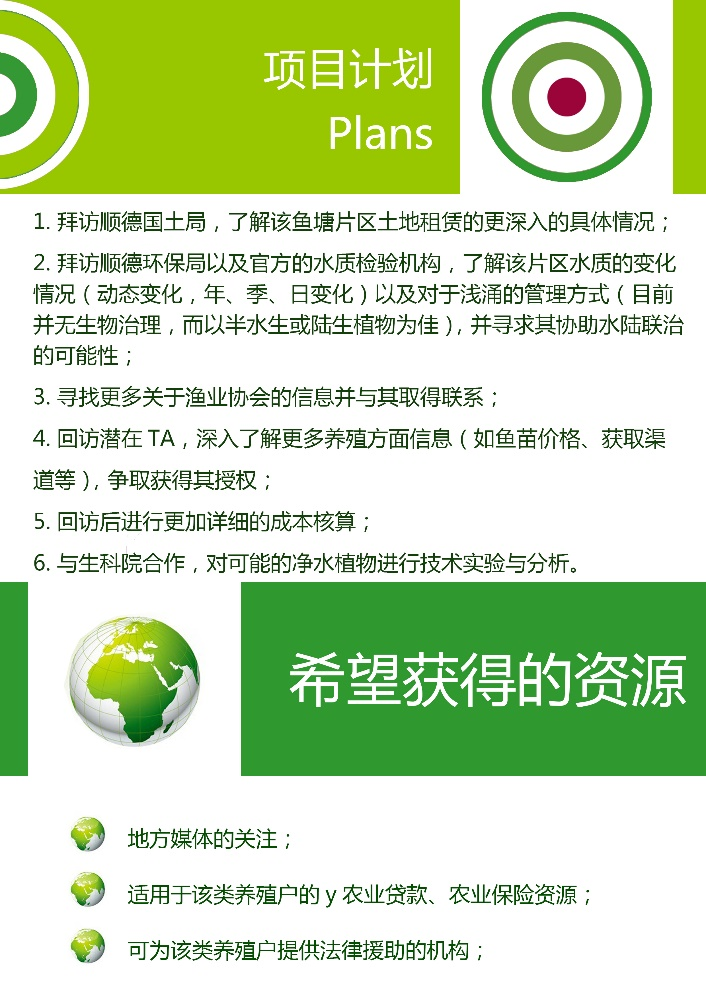 项目计划
Plans
1. 拜访顺德国土局，了解该鱼塘片区土地租赁的更深入的具体情况；
2. 拜访顺德环保局以及官方的水质检验机构，了解该片区水质的变化
情况（动态变化，年、季、日变化）以及对于浅涌的管理方式（目前
并无生物治理，而以半水生或陆生植物为佳），并寻求其协助水陆联治
的可能性；
3. 寻找更多关于渔业协会的信息并与其取得联系；
4. 回访潜在 TA，深入了解更多养殖方面信息（如鱼苗价格、获取渠
道等），争取获得其授权；
5. 回访后进行更加详细的成本核算；
6. 与生科院合作，对可能的净水植物进行技术实验与分析。
希望获得的资源
地方媒体的关注；
适用于该类养殖户的 y 农业贷款、农业保险资源；
可为该类养殖户提供法律援助的机构；